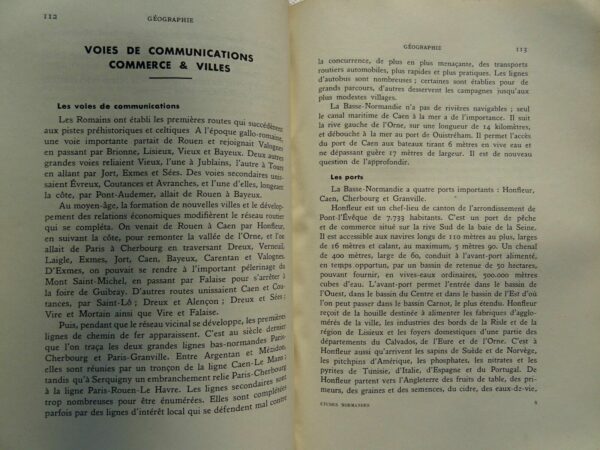 112
GÉOGRAPHIE
VOIES DE COMMUNICATIONS
COMMERCE & VILLES
Les voies de communications
Les Romains ont établi les premières routes qui succédèrent
aux pistes préhistoriques et celtiques A l'époque gallo-romaine,
une voie importante partait de Rouen et rejoignait Valognes
en passant par Brionne, Lisieux, Vieux et Bayeux. Deux autres
grandes voies reliaient Vieux, l'une à Jublains, l'autre à Tours
en allant par Jort, Exmes et Sées. Des voies secondaires unis-
saient Évreux, Coutances et Avranches, et l'une d'elles, longeant
la côte, par Pont-Audemer, allait de Rouen à Bayeux.
Au moyen-âge, la formation de nouvelles villes et le dévelop-
pement des relations économiques modifièrent le réseau routier
qui se compléta. On venait de Rouen à Caen par Honfleur,
en suivant la côte, pour remonter la vallée de l'Orne, et l'on
allait de Paris à Cherbourg en traversant Dreux, Verneuil,
Laigle, Exmes, Jort, Caen, Bayeux, Carentan et Valognes.
D'Exmes, on pouvait se rendre à l'important pélerinage du
Mont Saint-Michel, en passant par Falaise pour s'arrêter à
la foire de Guibray. D'autres routes unissaient Caen et Cou-
tances, par Saint-Lô ; Dreux et Alençon ; Dreux et Sées ;
Vire et Mortain ainsi que Vire et Falaise.
Puis, pendant que le réseau vicinal se développe, les premières
lignes de chemin de fer apparaissent. C'est au siècle dernier
que l'on traça les deux grandes lignes bas-normandes Paris-
Cherbourg et Paris-Granville. Entre Argentan et Mézidon,
elles sont réunies par un tronçon de la ligne Caen-Le Mans ;
tandis qu'à Serquigny un embranchement relie Paris-Cherbourg
à la ligne Paris-Rouen-Le Havre. Les lignes secondaires sont
trop nombreuses pour être énumérées. Elles sont complétées
parfois par des lignes d'intérêt local qui se défendent mal contre
GÉOGRAPHIE
113
la concurrence, de plus en plus menaçante, des transports
routiers automobiles, plus rapides et plus pratiques. Les lignes
d'autobus sont nombreuses ; certaines sont établies pour de
grands parcours, d'autres desservent les campagnes jusqu'aux
plus modestes villages.
La Basse-Normandie n'a pas de rivières navigables ; seul
le canal maritime de Caen à la mer a de l'importance. Il suit
la rive gauche de l'Orne, sur une longueur de 14 kilomètres,
et débouche à la mer au port de Ouistréham. Il permet l'accès
du port de Caen aux bateaux tirant 6 mètres en vive eau et
ne dépassant guère 17 mètres de largeur. Il est de nouveau
question de l'approfondir.
Les ports
La Basse-Normandie a quatre ports importants : Honfleur,
Caen, Cherbourg et Granville.
Honfleur est un chef-lieu de canton de l'arrondissement de
Pont-l'Évêque de 7.733 habitants. C'est un port de pêche
et de commerce situé sur la rive Sud de la baie de la Seine.
Il est accessible aux navires longs de 110 mètres au plus, larges
de 16 mètres et calant, au maximum, 5 mètres 90. Un chenal
de 400 mètres, large de 60, conduit à l'avant-port alimenté,
en temps opportun, par un bassin de retenue de 50 hectares,
pouvant fournir, en vives-eaux ordinaires, 500.000 mètres
cubes d'eau. L'avant-port permet l'entrée dans le bassin de
l'Ouest, dans le bassin du Centre et dans le bassin de l'Est d'où
l'on peut passer dans le bassin Carnot, le plus étendu. Honfleur
reçoit de la houille destinée à alimenter les fabriques d'agglo-
mérés de la ville, les industries des bords de la Risle et de la
région de Lisieux et les foyers domestiques d'une partie des
départements du Calvados, de l'Eure et de l'Orne. C'est à
Honfleur aussi qu'arrivent les sapins de Suède et de Norvège,
les pitchpins d'Amérique, les phosphates, les nitrates et les
pyrites de Tunisie, d'Italie, d'Espagne et du Portugal. De
Honfleur partent vers l'Angleterre des fruits de table, des pri-
meurs, des graines et des semences, du cidre, des eaux-de-vie,
ETUDES NORMANDES
8